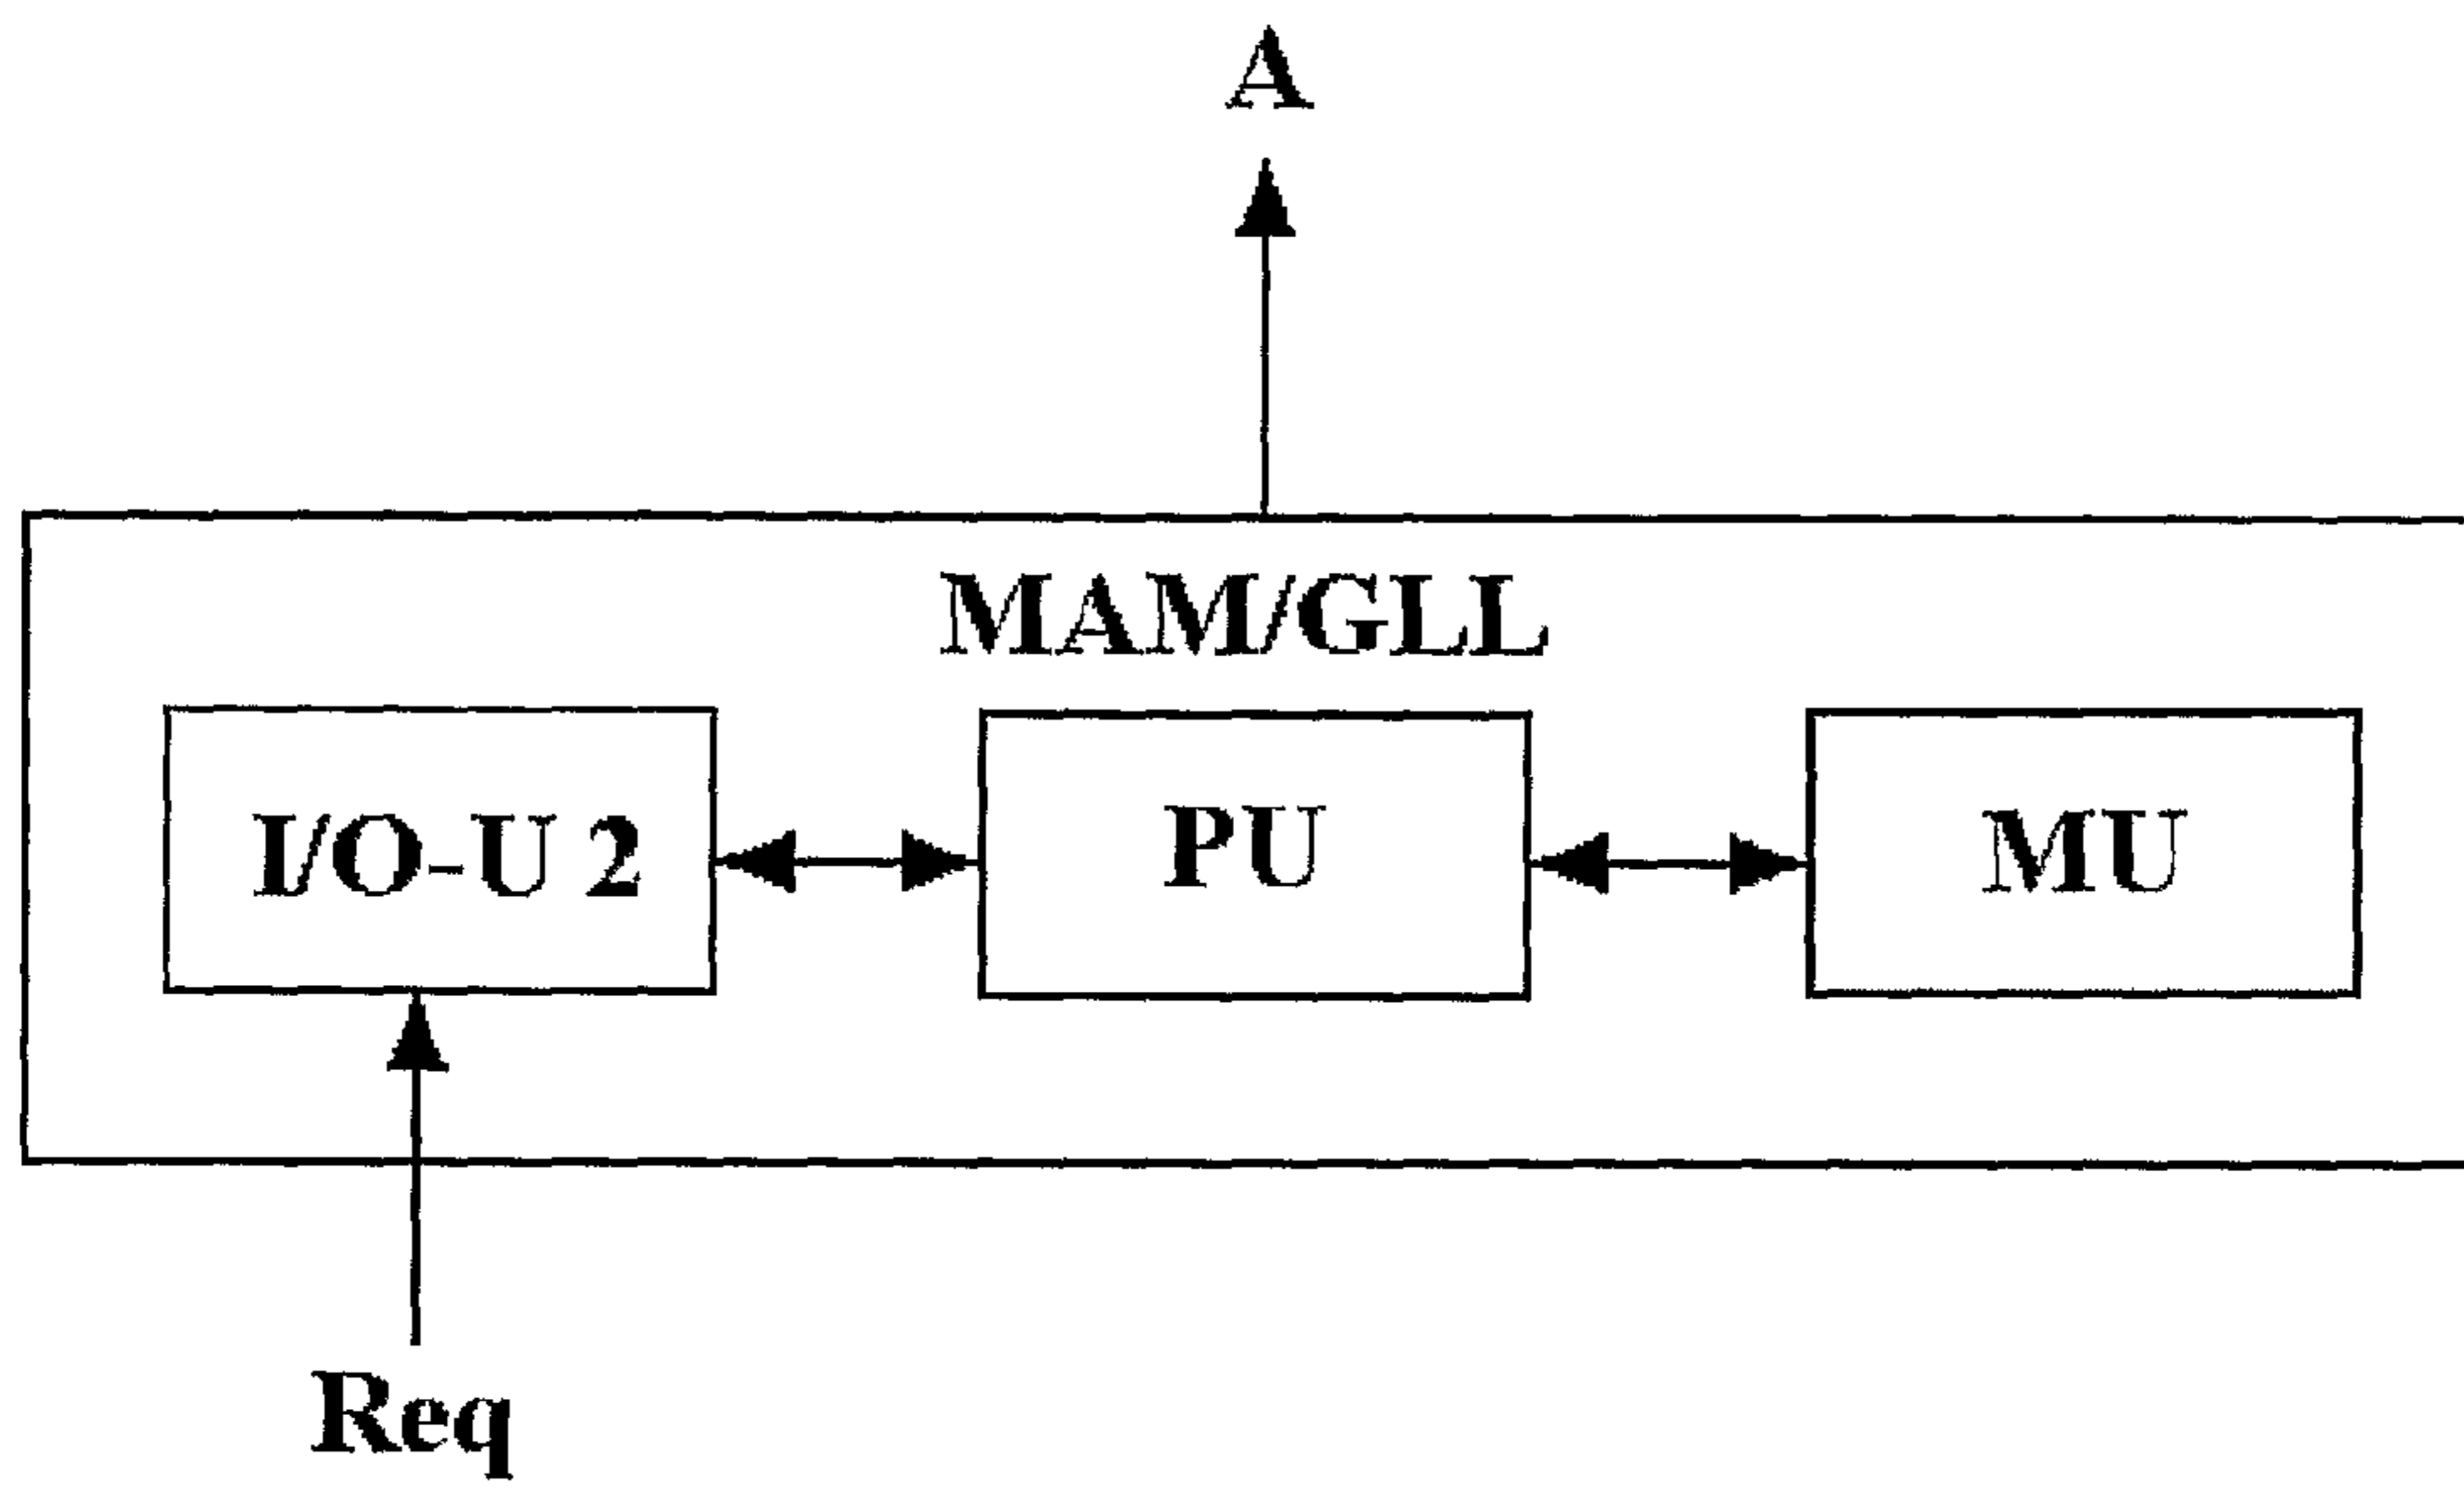 A
MAM/GLL
I/O-U 2
PU
MU
Req